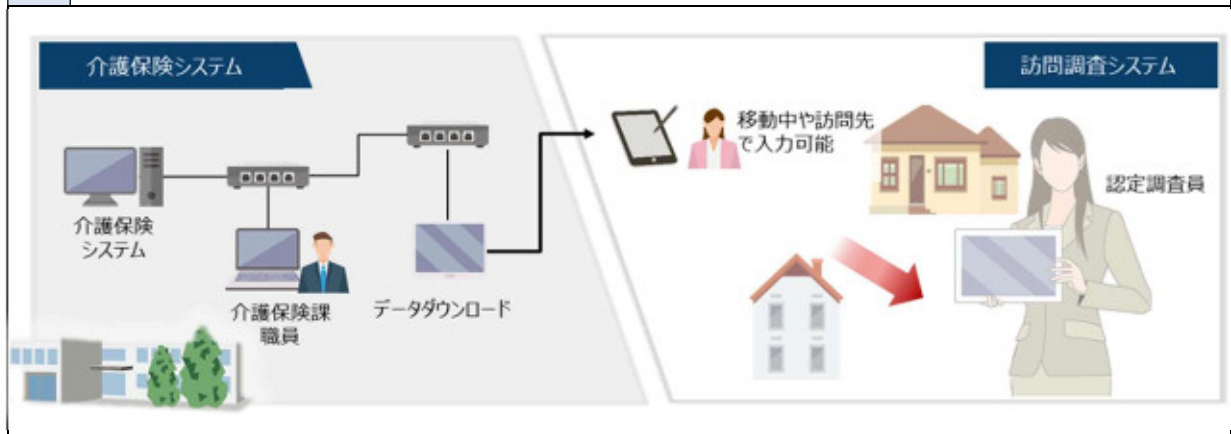 介護保険システム
訪問調査システム
移動中や訪問先
で入力可能
認定調査員
介護保険
システム
介護保険課
職員
データダウンロード